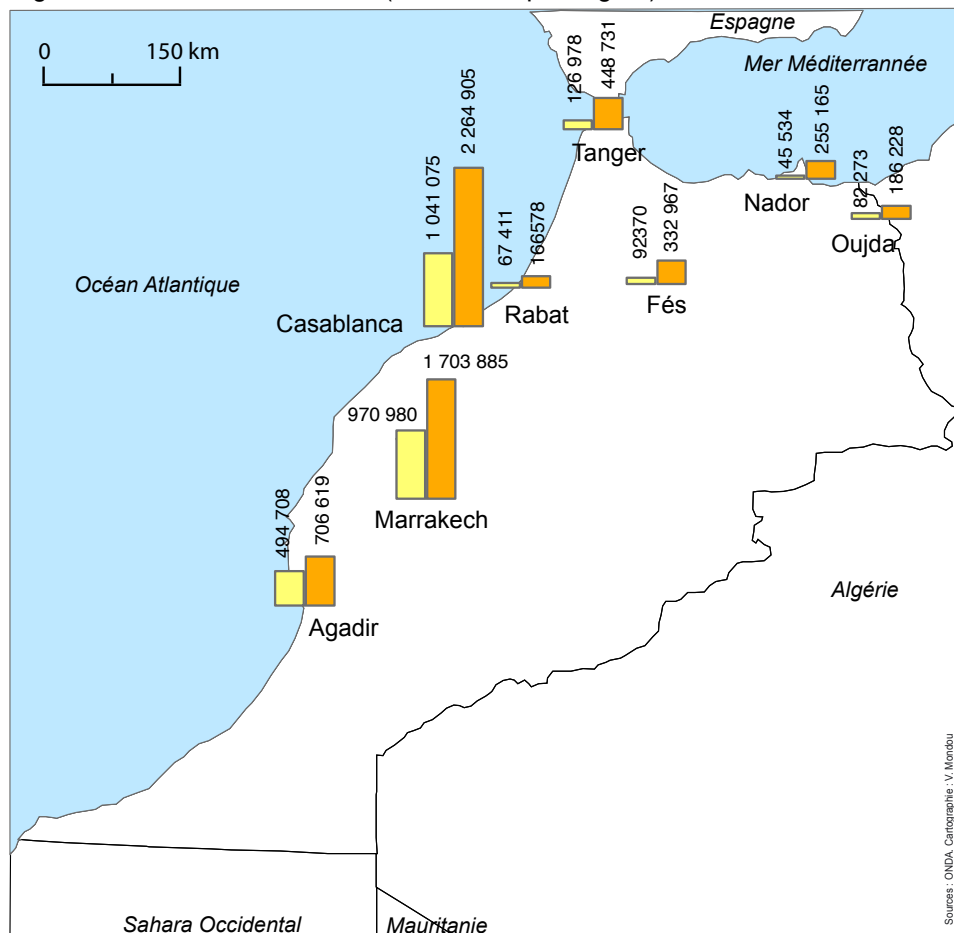 Espagne
0 150 km
Mer Méditerrannée
126 978
448 731
Tanger
45 534
255 165
Nador
82 273
186 228
Oujda
1 041 075
2 264 905
Casablanca
67 411
166578
Rabat
92370
332 967
Fés
Océan Atlantique
970 980
1 703 885
Marrakech
494 708
706 619
Agadir
Algérie
Sahara Occidental
Mauritanie
Sources : ONDA. Cartographie : V. Mondou